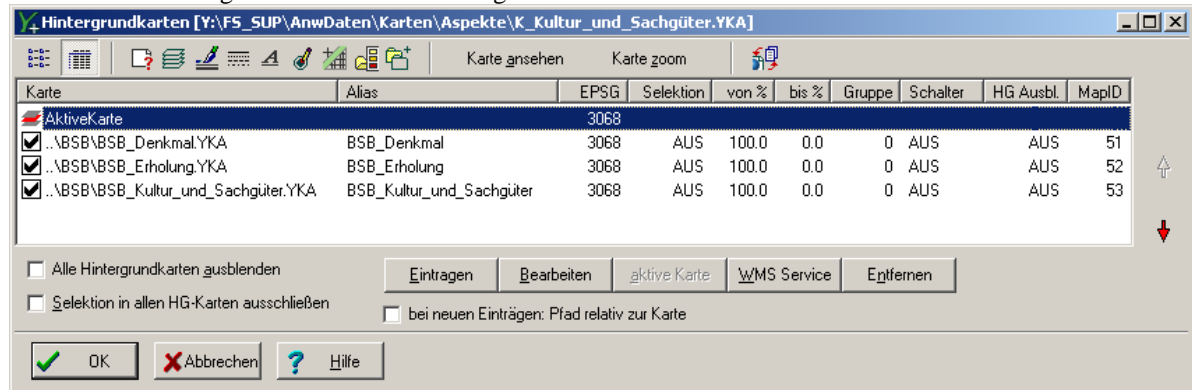 Hintergrundkarten [Y:\FS_SUP\AnwDaten\Karten\Aspekte\K_Kultur_und_Sachgüter.YKA]
Karte ansehen Karte zoom
Karte Alias EPSG Selektion von % bis % Gruppe Schalter HG Ausbl. MapID
AktiveKarte 3068
..\BSB\BSB_Denkmal.YKA BSB_Denkmal 3068 AUS 100.0 0.0 0 AUS AUS 51
..\BSB\BSB_Erholung.YKA BSB_Erholung 3068 AUS 100.0 0.0 0 AUS AUS 52
..\BSB\BSB_Kultur_und_Sachgüter.YKA BSB_Kultur_und_Sachgüter 3068 AUS 100.0 0.0 0 AUS AUS 53
Alle Hintergrundkarten ausblenden
Eintragen Bearbeiten aktive Karte WMS Service Entfernen
Selektion in allen HG-Karten ausschließen
bei neuen Einträgen: Pfad relativ zur Karte
OK Abbrechen Hilfe